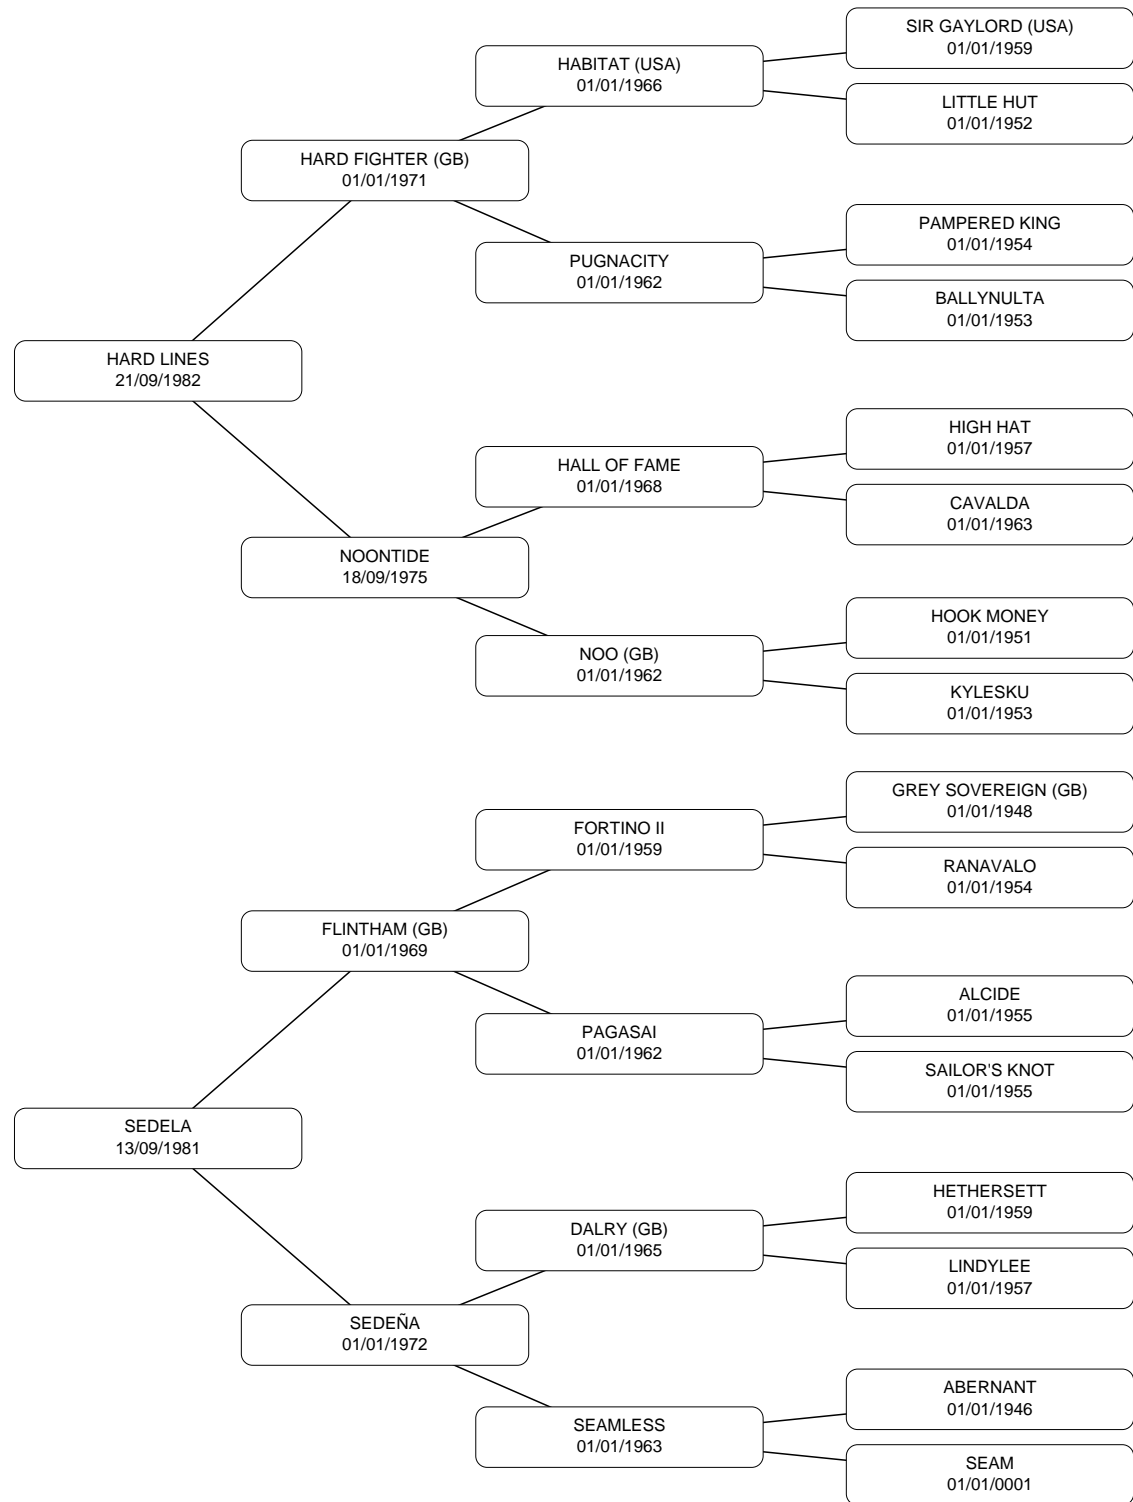 SIR GAYLORD (USA)
01/01/1959
HABITAT (USA)
01/01/1966
LITTLE HUT
01/01/1952
HARD FIGHTER (GB)
01/01/1971
PAMPERED KING
01/01/1954
PUGNACITY
01/01/1962
BALLYNULTA
01/01/1953
HARD LINES
21/09/1982
HIGH HAT
01/01/1957
HALL OF FAME
01/01/1968
CAVALDA
01/01/1963
NOONTIDE
18/09/1975
HOOK MONEY
01/01/1951
NOO (GB)
01/01/1962
KYLESKU
01/01/1953
GREY SOVEREIGN (GB)
01/01/1948
FORTINO II
01/01/1959
RANAVALO
01/01/1954
FLINTHAM (GB)
01/01/1969
ALCIDE
01/01/1955
PAGASAI
01/01/1962
SAILOR'S KNOT
01/01/1955
SEDELA
13/09/1981
HETHERSETT
01/01/1959
DALRY (GB)
01/01/1965
LINDYLEE
01/01/1957
SEDEÑA
01/01/1972
ABERNANT
01/01/1946
SEAMLESS
01/01/1963
SEAM
01/01/0001